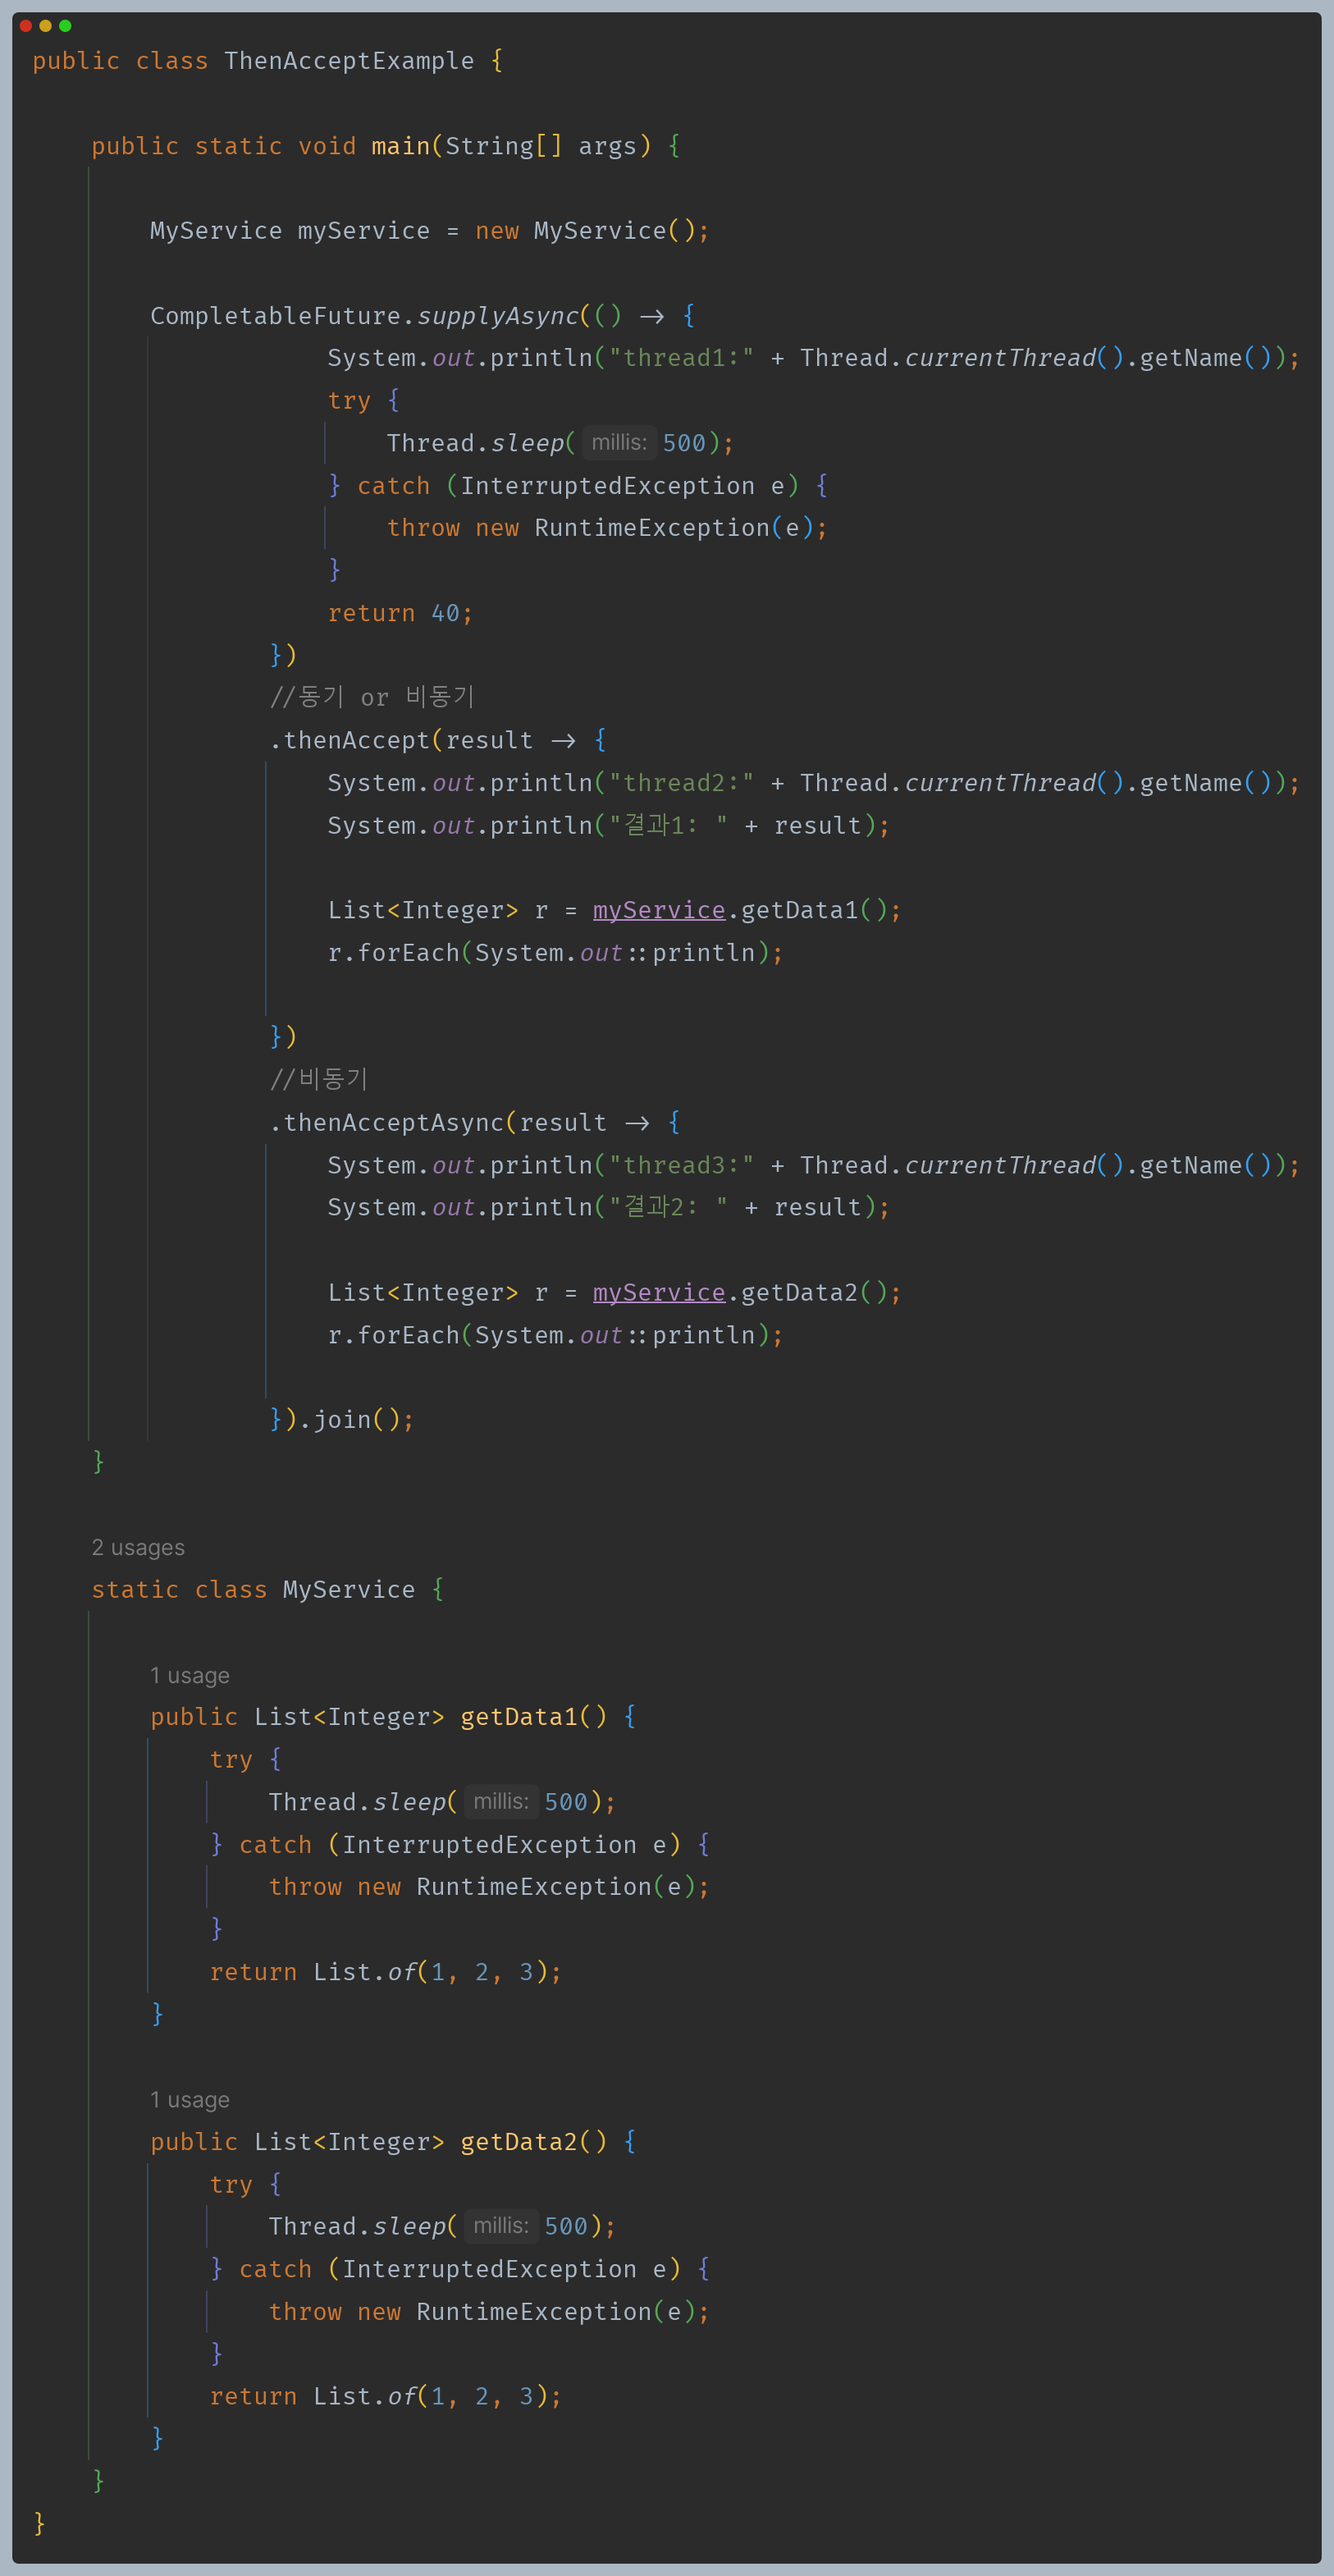 public class ThenAcceptExample {
public static void main(String[] args) {
MyService myService = new MyService();
CompletableFuture.supplyAsync(() -> {
System.out.println("thread1:" + Thread.currentThread().getName());
try {
Thread.sleep( millis: 500);
} catch (InterruptedException e) {
throw new RuntimeException(e);
}
return 40;
})
//동기 or 비동기
.thenAccept(result -> {
System.out.println("thread2:" + Thread.currentThread().getName());
System.out.println("결과1: " + result);
List<Integer> r = myService.getData1();
r.forEach(System.out::println);
})
//비동기
.thenAcceptAsync(result -> {
System.out.println("thread3:" + Thread.currentThread().getName());
System.out.println("결과2: " + result);
List<Integer> r = myService.getData2();
r.forEach(System.out::println);
}).join();
}
2 usages
static class MyService {
1 usage
public List<Integer> getData1() {
try {
Thread.sleep( millis: 500);
} catch (InterruptedException e) {
throw new RuntimeException(e);
}
return List.of(1, 2, 3);
}
1 usage
public List<Integer> getData2() {
try {
Thread.sleep( millis: 500);
} catch (InterruptedException e) {
throw new RuntimeException(e);
}
return List.of(1, 2, 3);
}
}
}